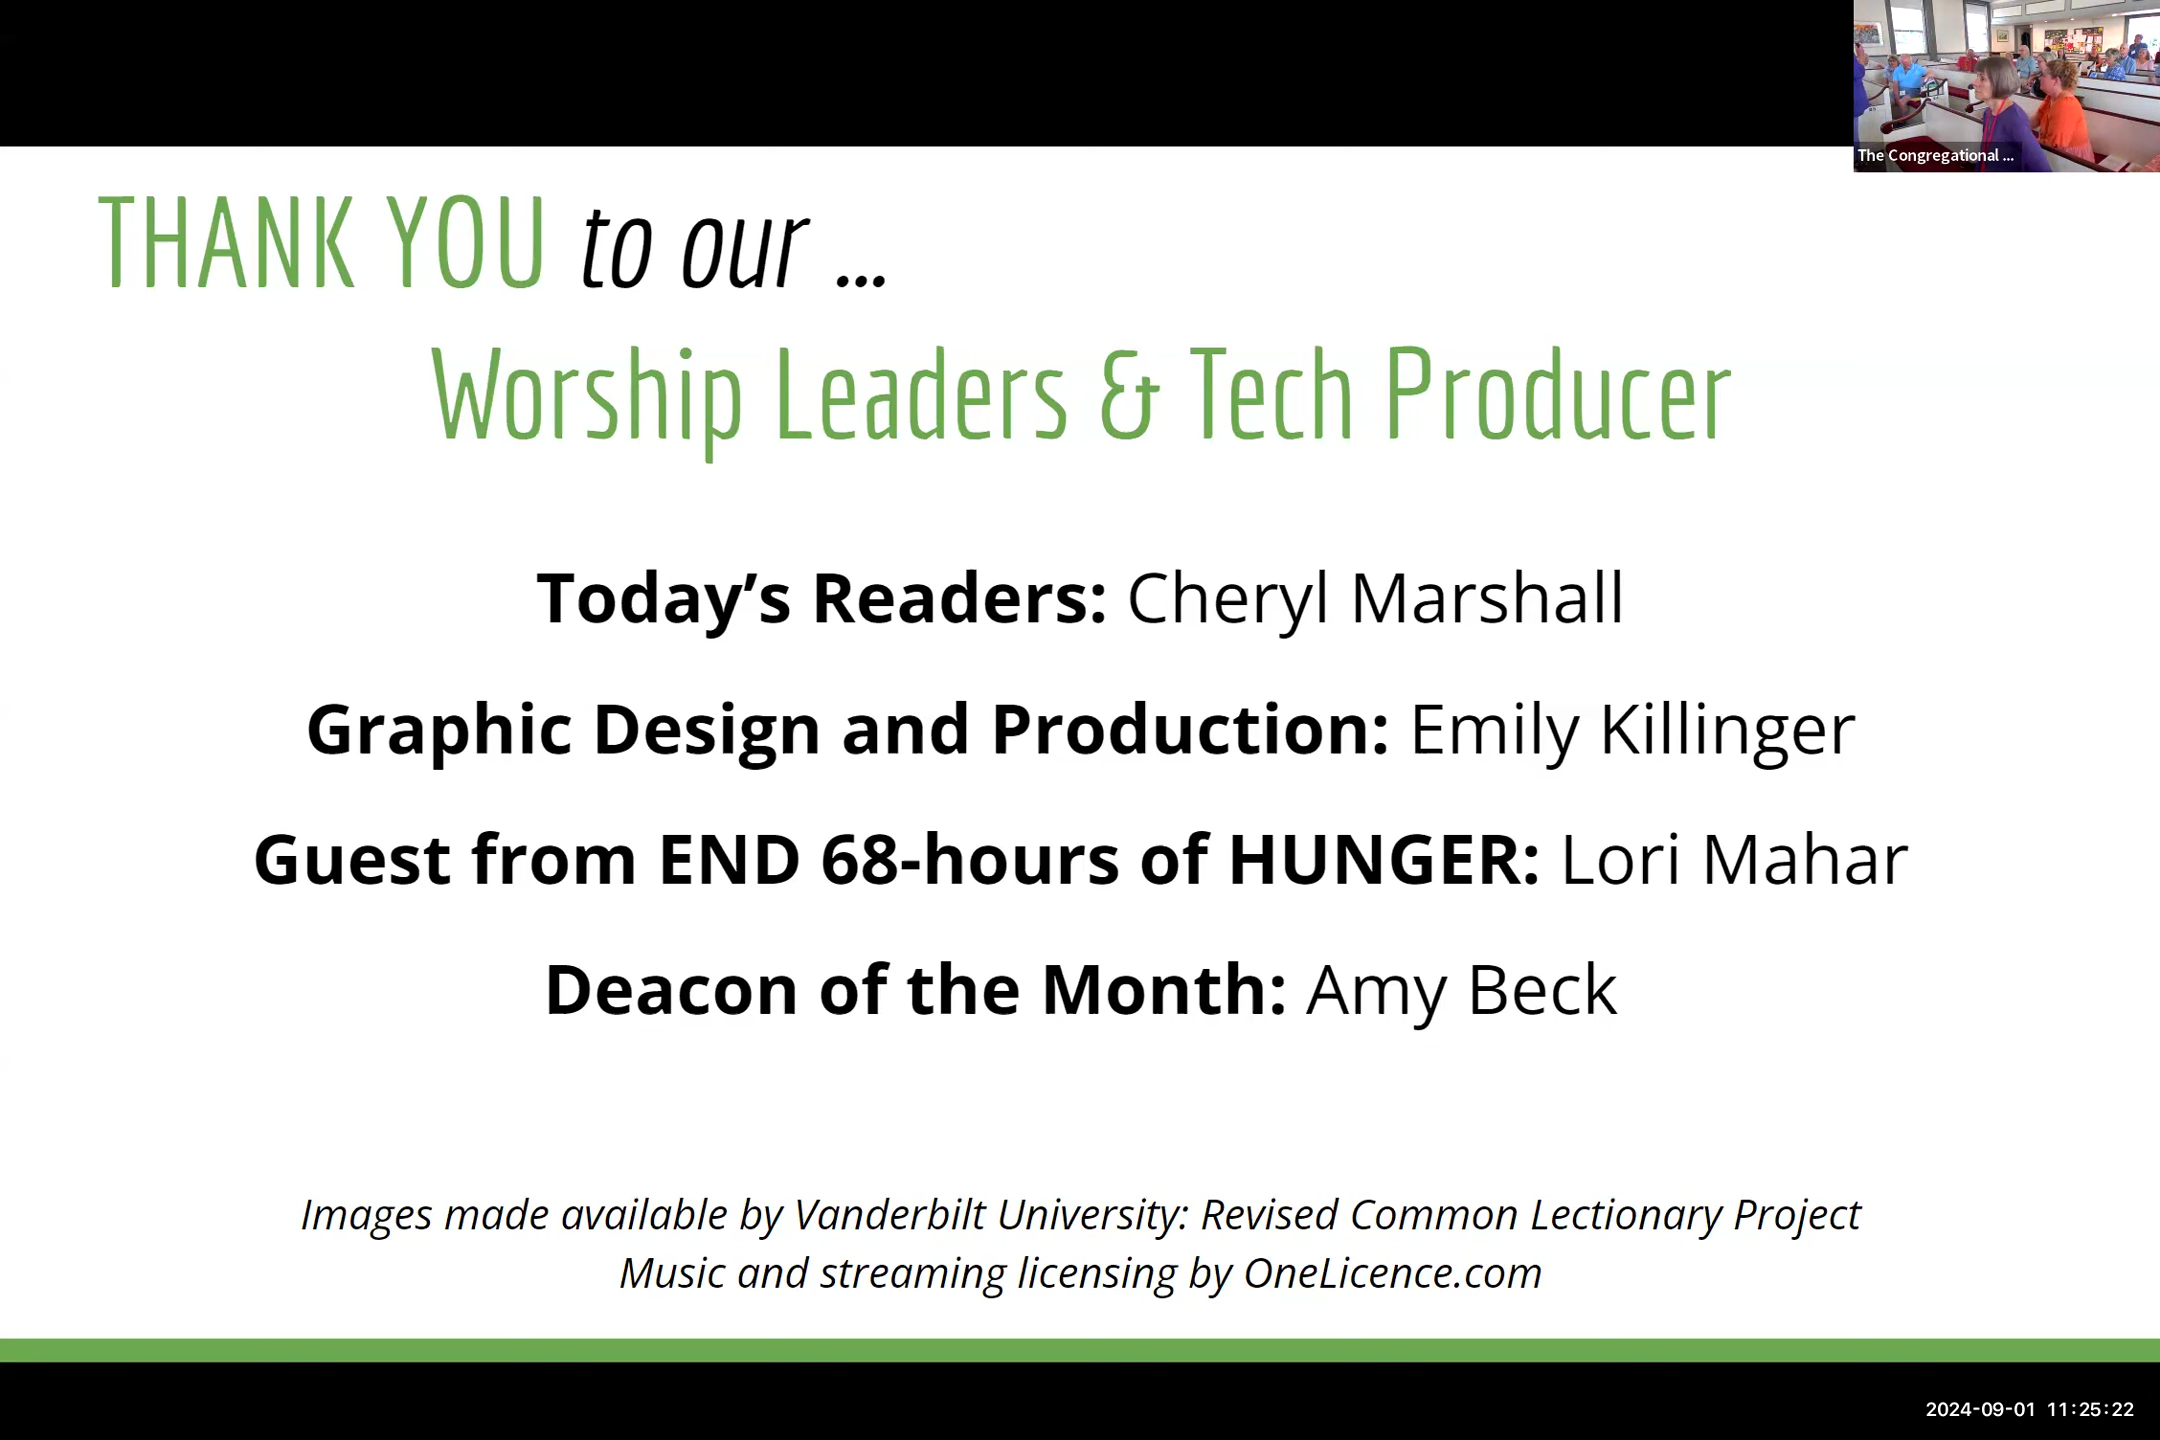 The Congregational ...
THANK YOU to our ...
Worship Leaders & Tech Producer
Today’s Readers: Cheryl Marshall
Graphic Design and Production: Emily Killinger
Guest from END 68-hours of HUNGER: Lori Mahar
Deacon of the Month: Amy Beck
Images made available by Vanderbilt University: Revised Common Lectionary Project
Music and streaming licensing by OneLicence.com
2024-09-01 11:25:22